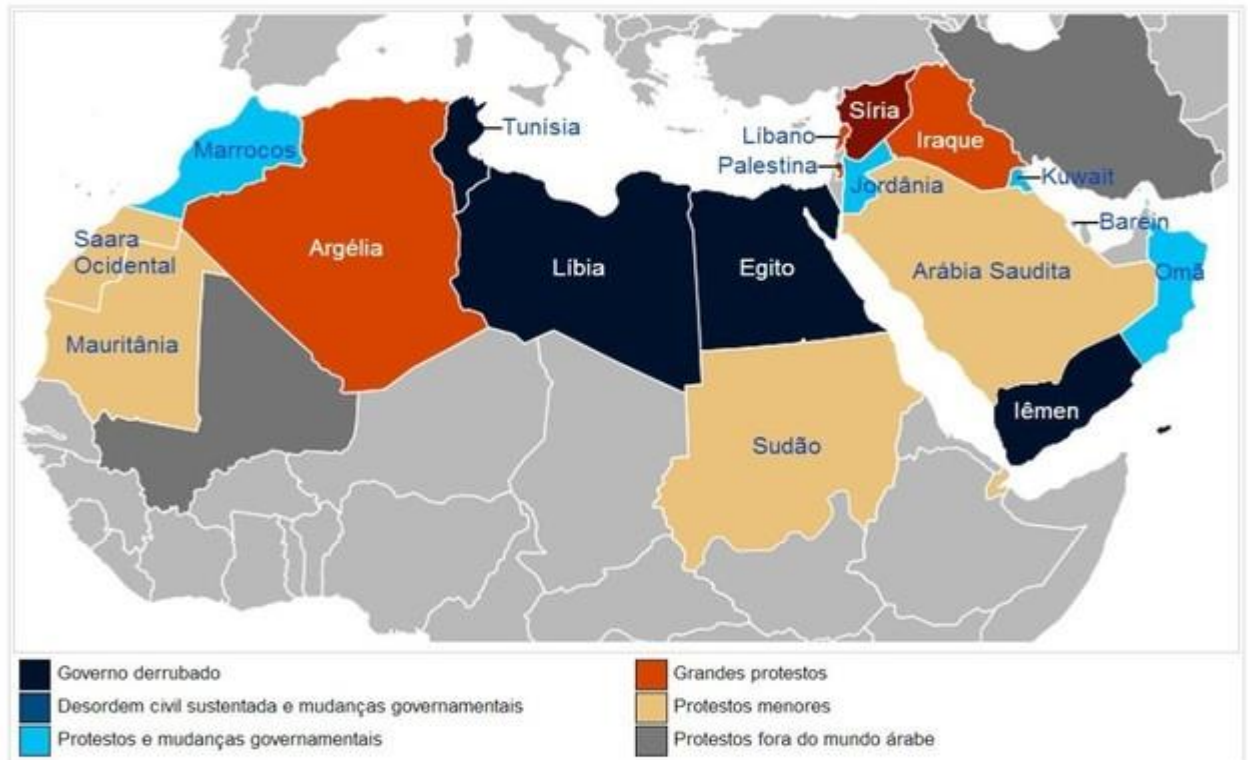 Tunísia
Síria
Líbano
Iraque
Marrocos
Palestina
Jordânia
Kuwait
Barein
Saara
Ocidental
Argélia
Líbia
Egito
Arábia Saudita
Omã
Mauritânia
Iêmen
Sudão
Governo derrubado
Desordem civil sustentada e mudanças governamentais
Protestos e mudanças governamentais
Grandes protestos
Protestos menores
Protestos fora do mundo árabe